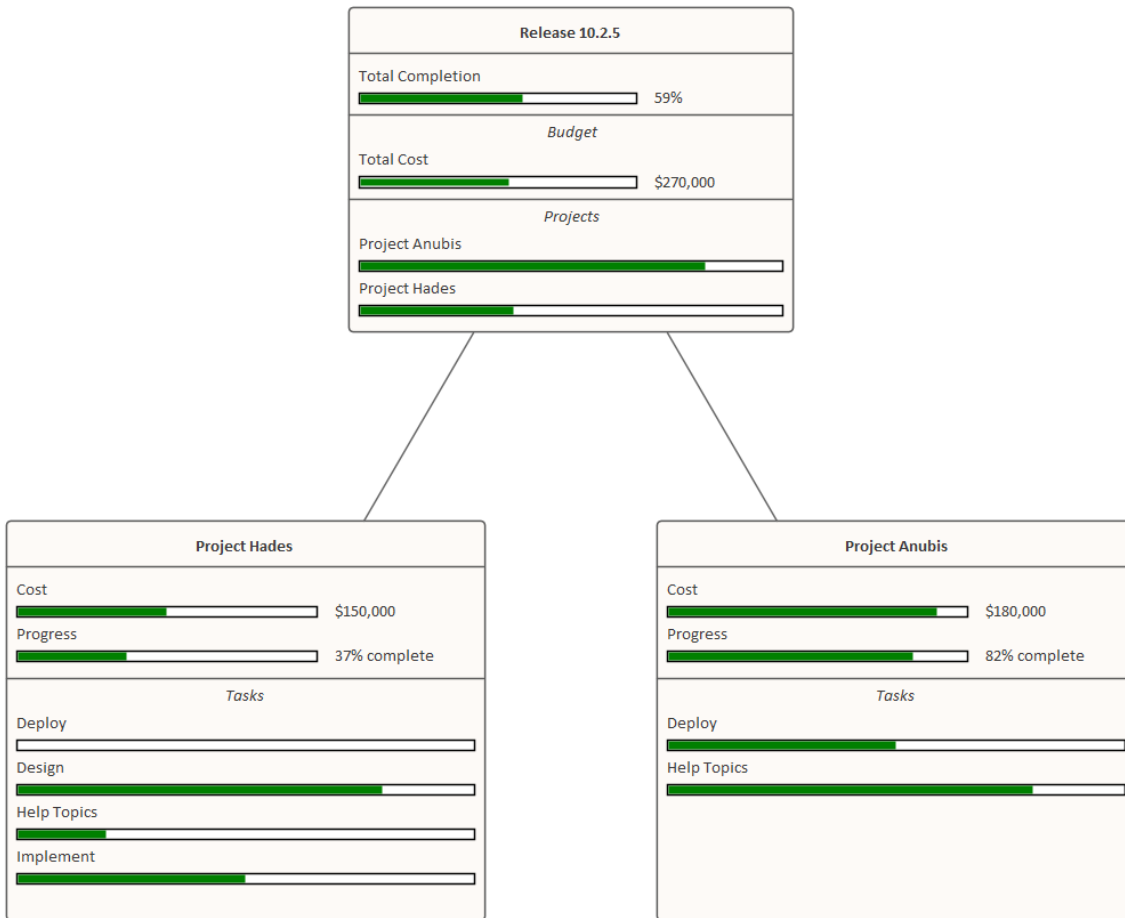 Release 10.2.5
Total Completion
59%
Budget
Total Cost
$270,000
Projects
Project Anubis
Project Hades
Project Hades
Cost
$150,000
Progress
37% complete
Tasks
Deploy
Design
Help Topics
Implement
Project Anubis
Cost
$180,000
Progress
82% complete
Tasks
Deploy
Help Topics